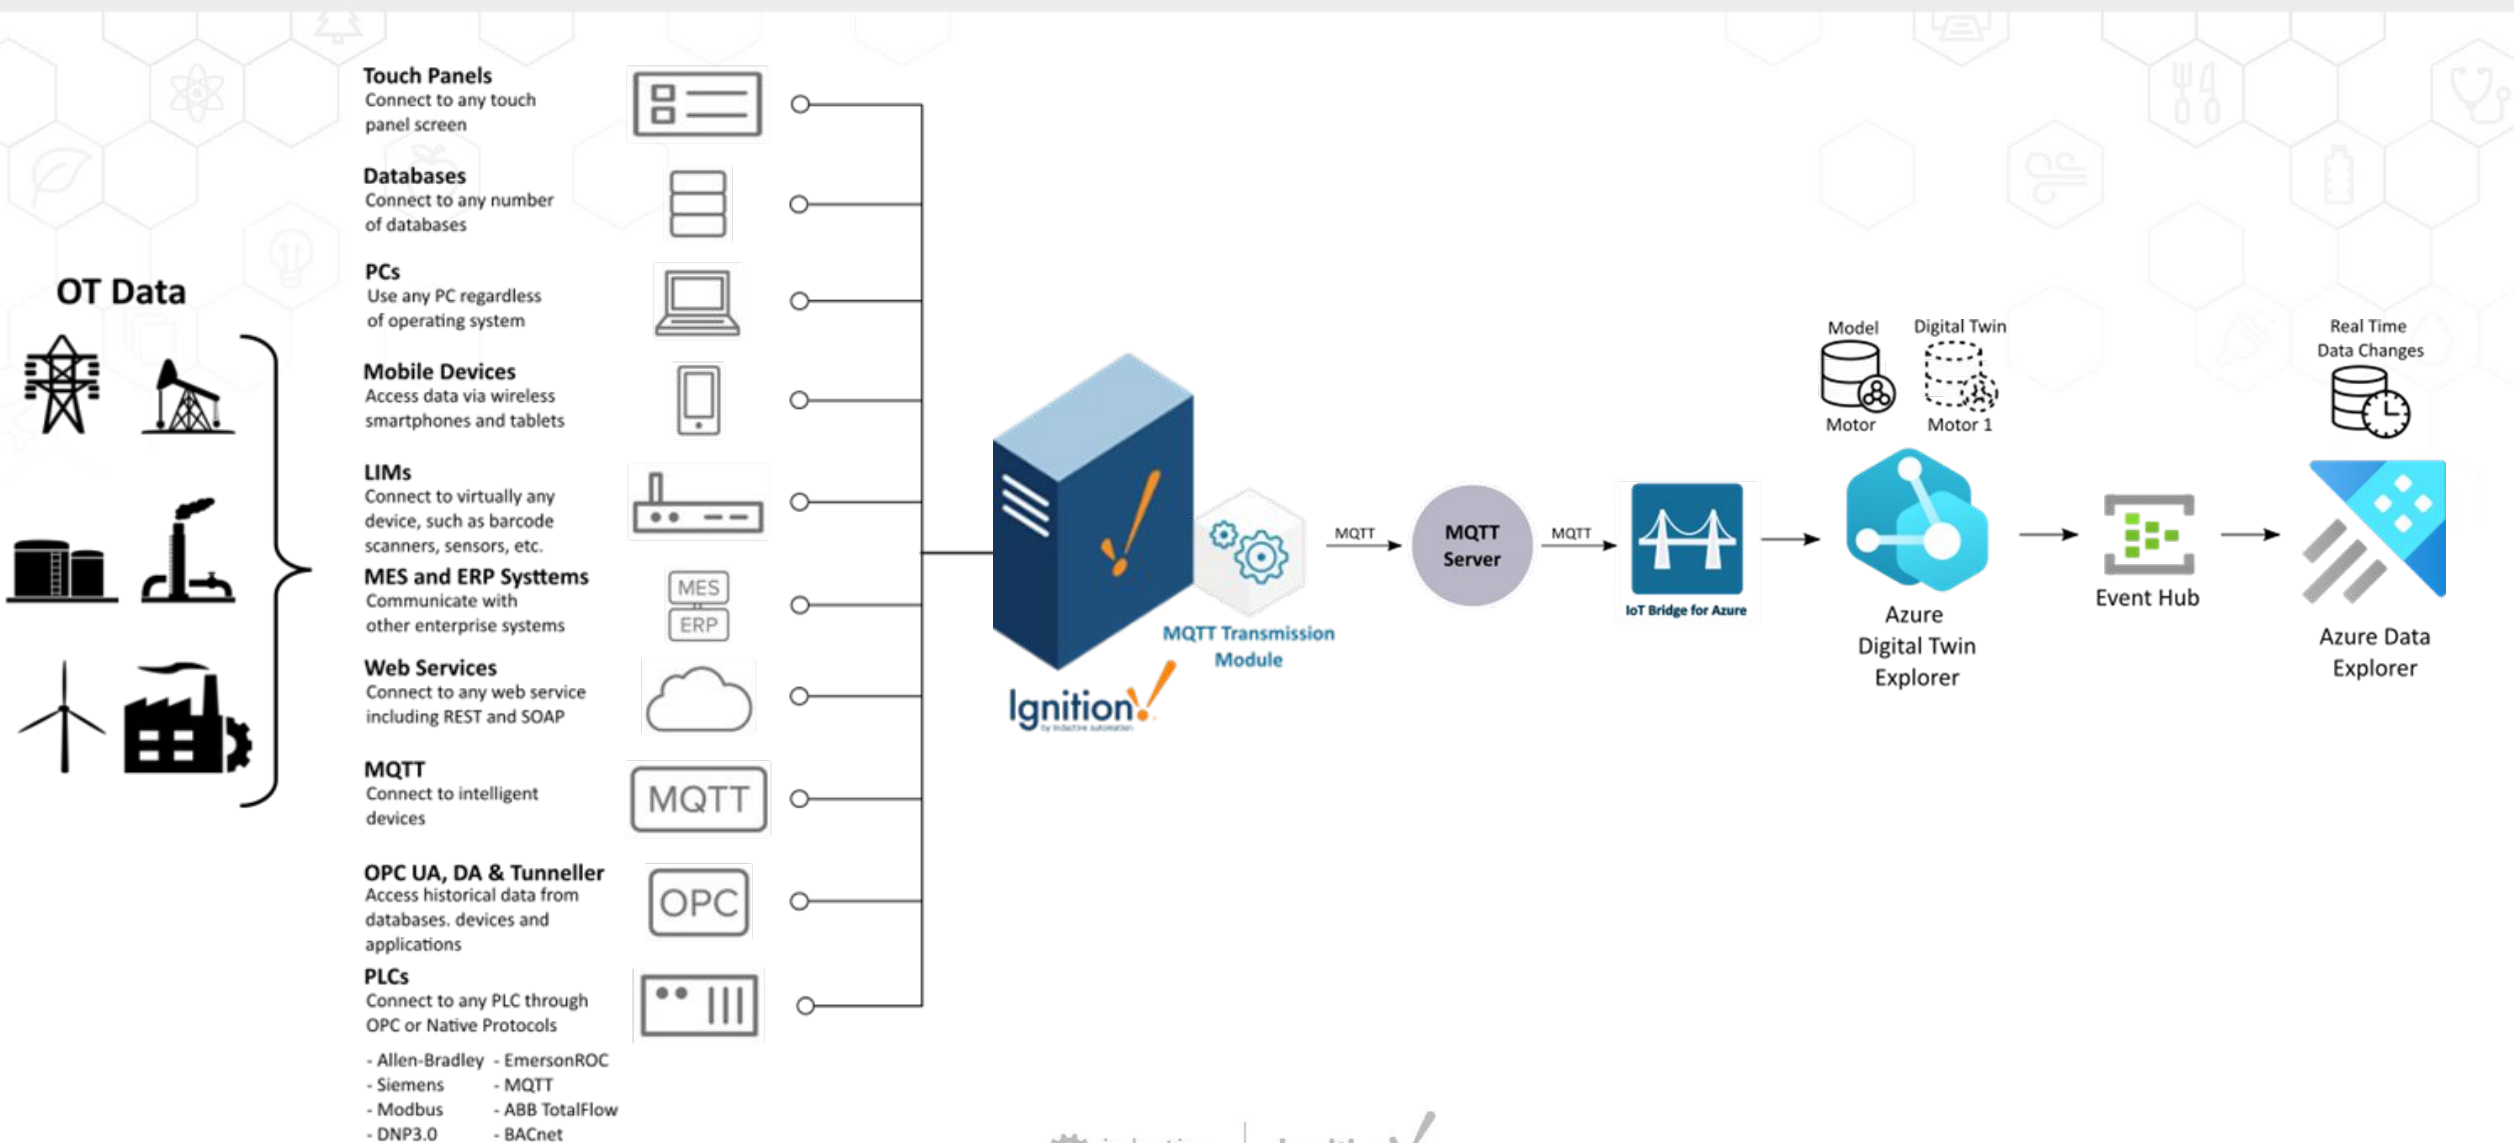 OT Data
Touch Panels
Connect to any touch
panel screen
Databases
Connect to any number
of databases
PCs
Use any PC regardless
of operating system
Mobile Devices
Access data via wireless
smartphones and tablets
LIMs
Connect to virtually any
device, such as barcode
scanners, sensors, etc.
MES and ERP Systtems
Communicate with
other enterprise systems
MES
ERP
Web Services
Connect to any web service
including REST and SOAP
MQTT
Connect to intelligent
devices
MQTT
OPC UA, DA & Tunneller
Access historical data from
databases. devices and
applications
OPC
PLCs
Connect to any PLC through
OPC or Native Protocols
- Allen-Bradley - EmersonROC
- Siemens - MQTT
- Modbus - ABB TotalFlow
- DNP3.0 - BACnet
MQTT Transmission
Module
Ignition!
by inductive automation
MQTT
MQTT
Server
MQTT
IoT Bridge for Azure
Model
Motor
Digital Twin
Motor 1
Azure
Digital Twin
Explorer
Event Hub
Real Time
Data Changes
Azure Data
Explorer